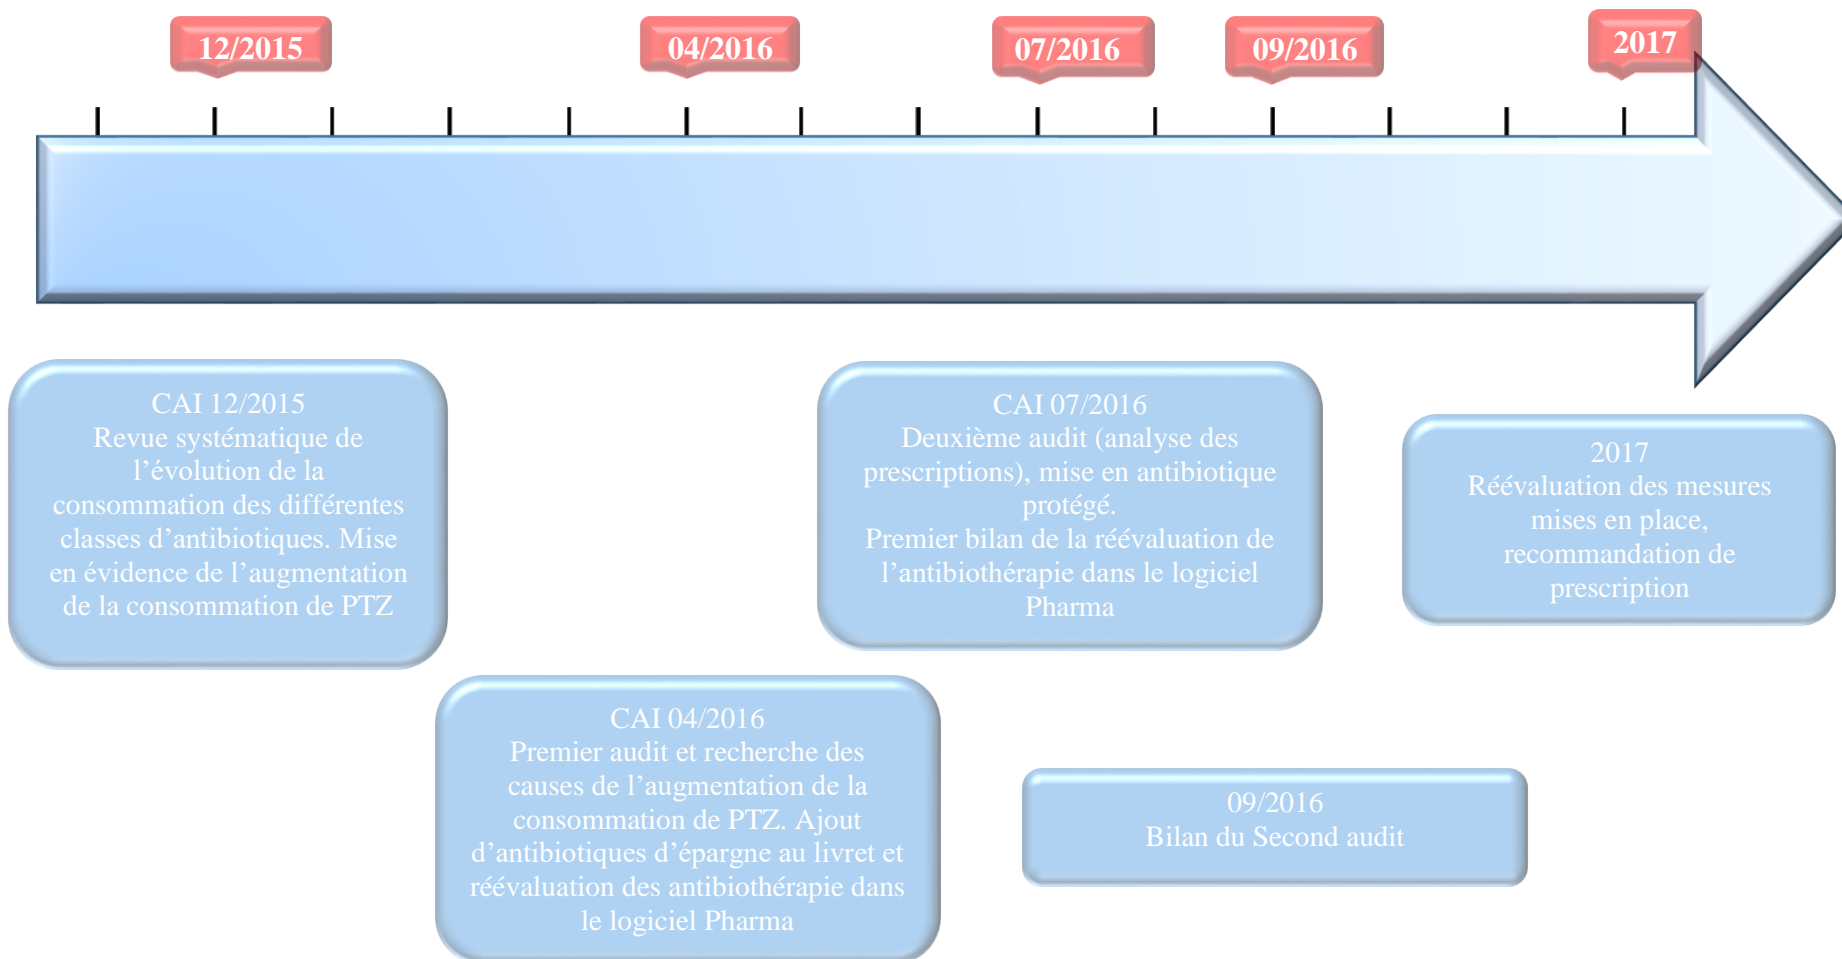 12/2015
04/2016
07/2016
09/2016
2017
CAI 12/2015
Revue systématique de
l’évolution de la
consommation des différentes
classes d’antibiotiques. Mise
en évidence de l’augmentation
de la consommation de PTZ
CAI 04/2016
Premier audit et recherche des
causes de l’augmentation de la
consommation de PTZ. Ajout
d’antibiotiques d’épargne au livret et
réévaluation des antibiothérapie dans
le logiciel Pharma
CAI 07/2016
Deuxième audit (analyse des
prescriptions), mise en antibiotique
protégé.
Premier bilan de la réévaluation de
l’antibiothérapie dans le logiciel
Pharma
09/2016
Bilan du Second audit
2017
Réévaluation des mesures
mises en place,
recommandation de
prescription